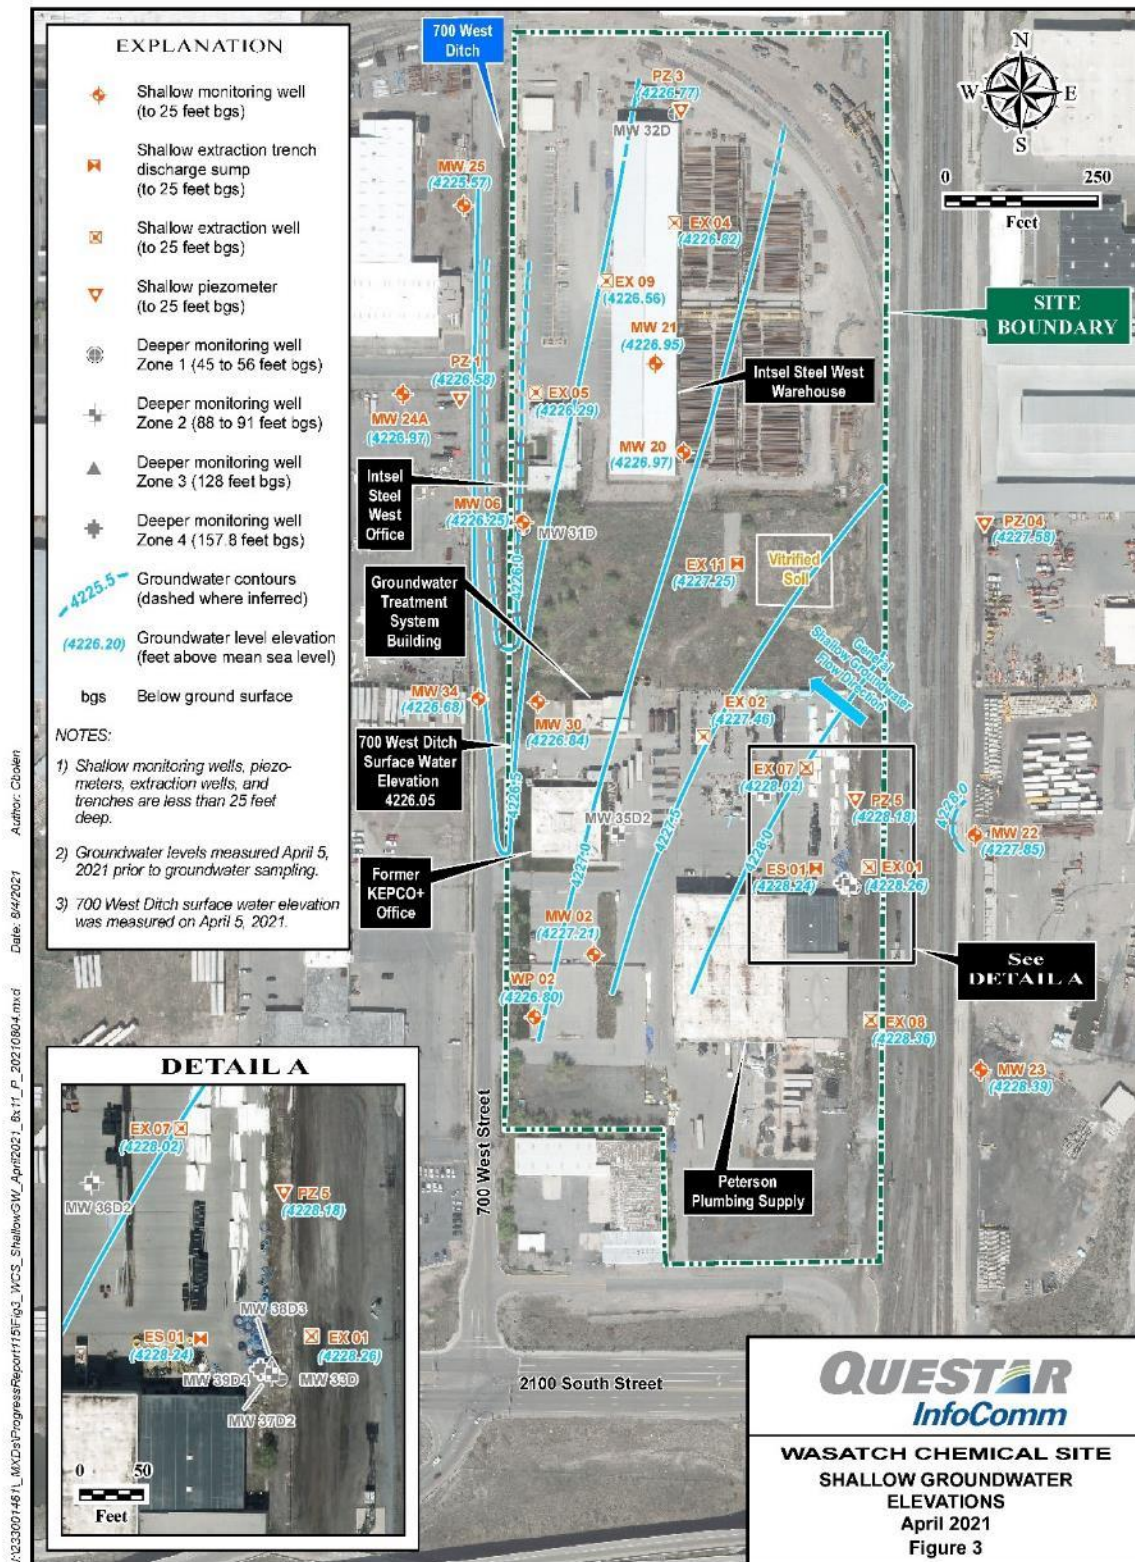 EXPLANATION
Shallow monitoring well
(to 25 feet bgs)
Shallow extraction trench
discharge sump
(to 25 feet bgs)
Shallow extraction well
(to 25 feet bgs)
Shallow piezometer
(to 25 feet bgs)
Deeper monitoring well
Zone 1 (45 to 56 feet bgs)
Deeper monitoring well
Zone 2 (88 to 91 feet bgs)
Deeper monitoring well
Zone 3 (128 feet bgs)
Deeper monitoring well
Zone 4 (157.8 feet bgs)
4225.5
Groundwater contours
(dashed where inferred)
(4226.20)
Groundwater level elevation
(feet above mean sea level)
bgs Below ground surface
NOTES:
1) Shallow monitoring wells, piezo-
meters, extraction wells, and
trenches are less than 25 feet
deep.
2) Groundwater levels measured April 5,
2021 prior to groundwater sampling.
3) 700 West Ditch surface water elevation
was measured on April 5, 2021.
700 West
Ditch
N
W E
S
0 250
Feet
PZ 3
(4226.77)
MW 32D
MW 25
(4225.57)
EX 04
(4226.82)
EX 09
(4226.56)
SITE
BOUNDARY
MW 21
(4226.95)
Intsel Steel West
Warehouse
PZ 1
(4226.58)
EX 05
(4226.29)
MW 24A
(4226.97)
MW 20
(4226.97)
Intsel
Steel
West
Office
MW 06
(4226.25)
MW 31D
PZ 04
(4227.58)
4226.0
EX 11
(4227.25)
Vitrified
Soil
Groundwater
Treatment
System
Building
General
Shallow Groundwater
Flow Direction
MW 34
(4226.68)
MW 30
(4226.84)
EX 02
(4227.46)
700 West Ditch
Surface Water
Elevation
4226.05
4226.5
EX 07
(4228.02)
PZ 5
(4228.18)
4228.0
MW 35D2
4227.5
MW 22
(4227.85)
4227.0
4228.0
ES 01
(4228.24)
EX 01
(4228.26)
Former
KEPCO+
Office
MW 02
(4227.21)
See
DETAIL A
WP 02
(4226.80)
EX 08
(4228.36)
MW 23
(4228.39)
700 West Street
Peterson
Plumbing Supply
2100 South Street
DETAIL A
EX 07
(4228.02)
MW 36D2
PZ 5
(4228.18)
MW 38D3
ES 01
(4228.24)
EX 01
(4228.26)
MW 39D4
MW 33D
MW 37D2
0 50
Feet
QUESTAR
InfoComm
WASATCH CHEMICAL SITE
SHALLOW GROUNDWATER
ELEVATIONS
April 2021
Figure 3
Date: 8/4/2021 Author: Cbolen